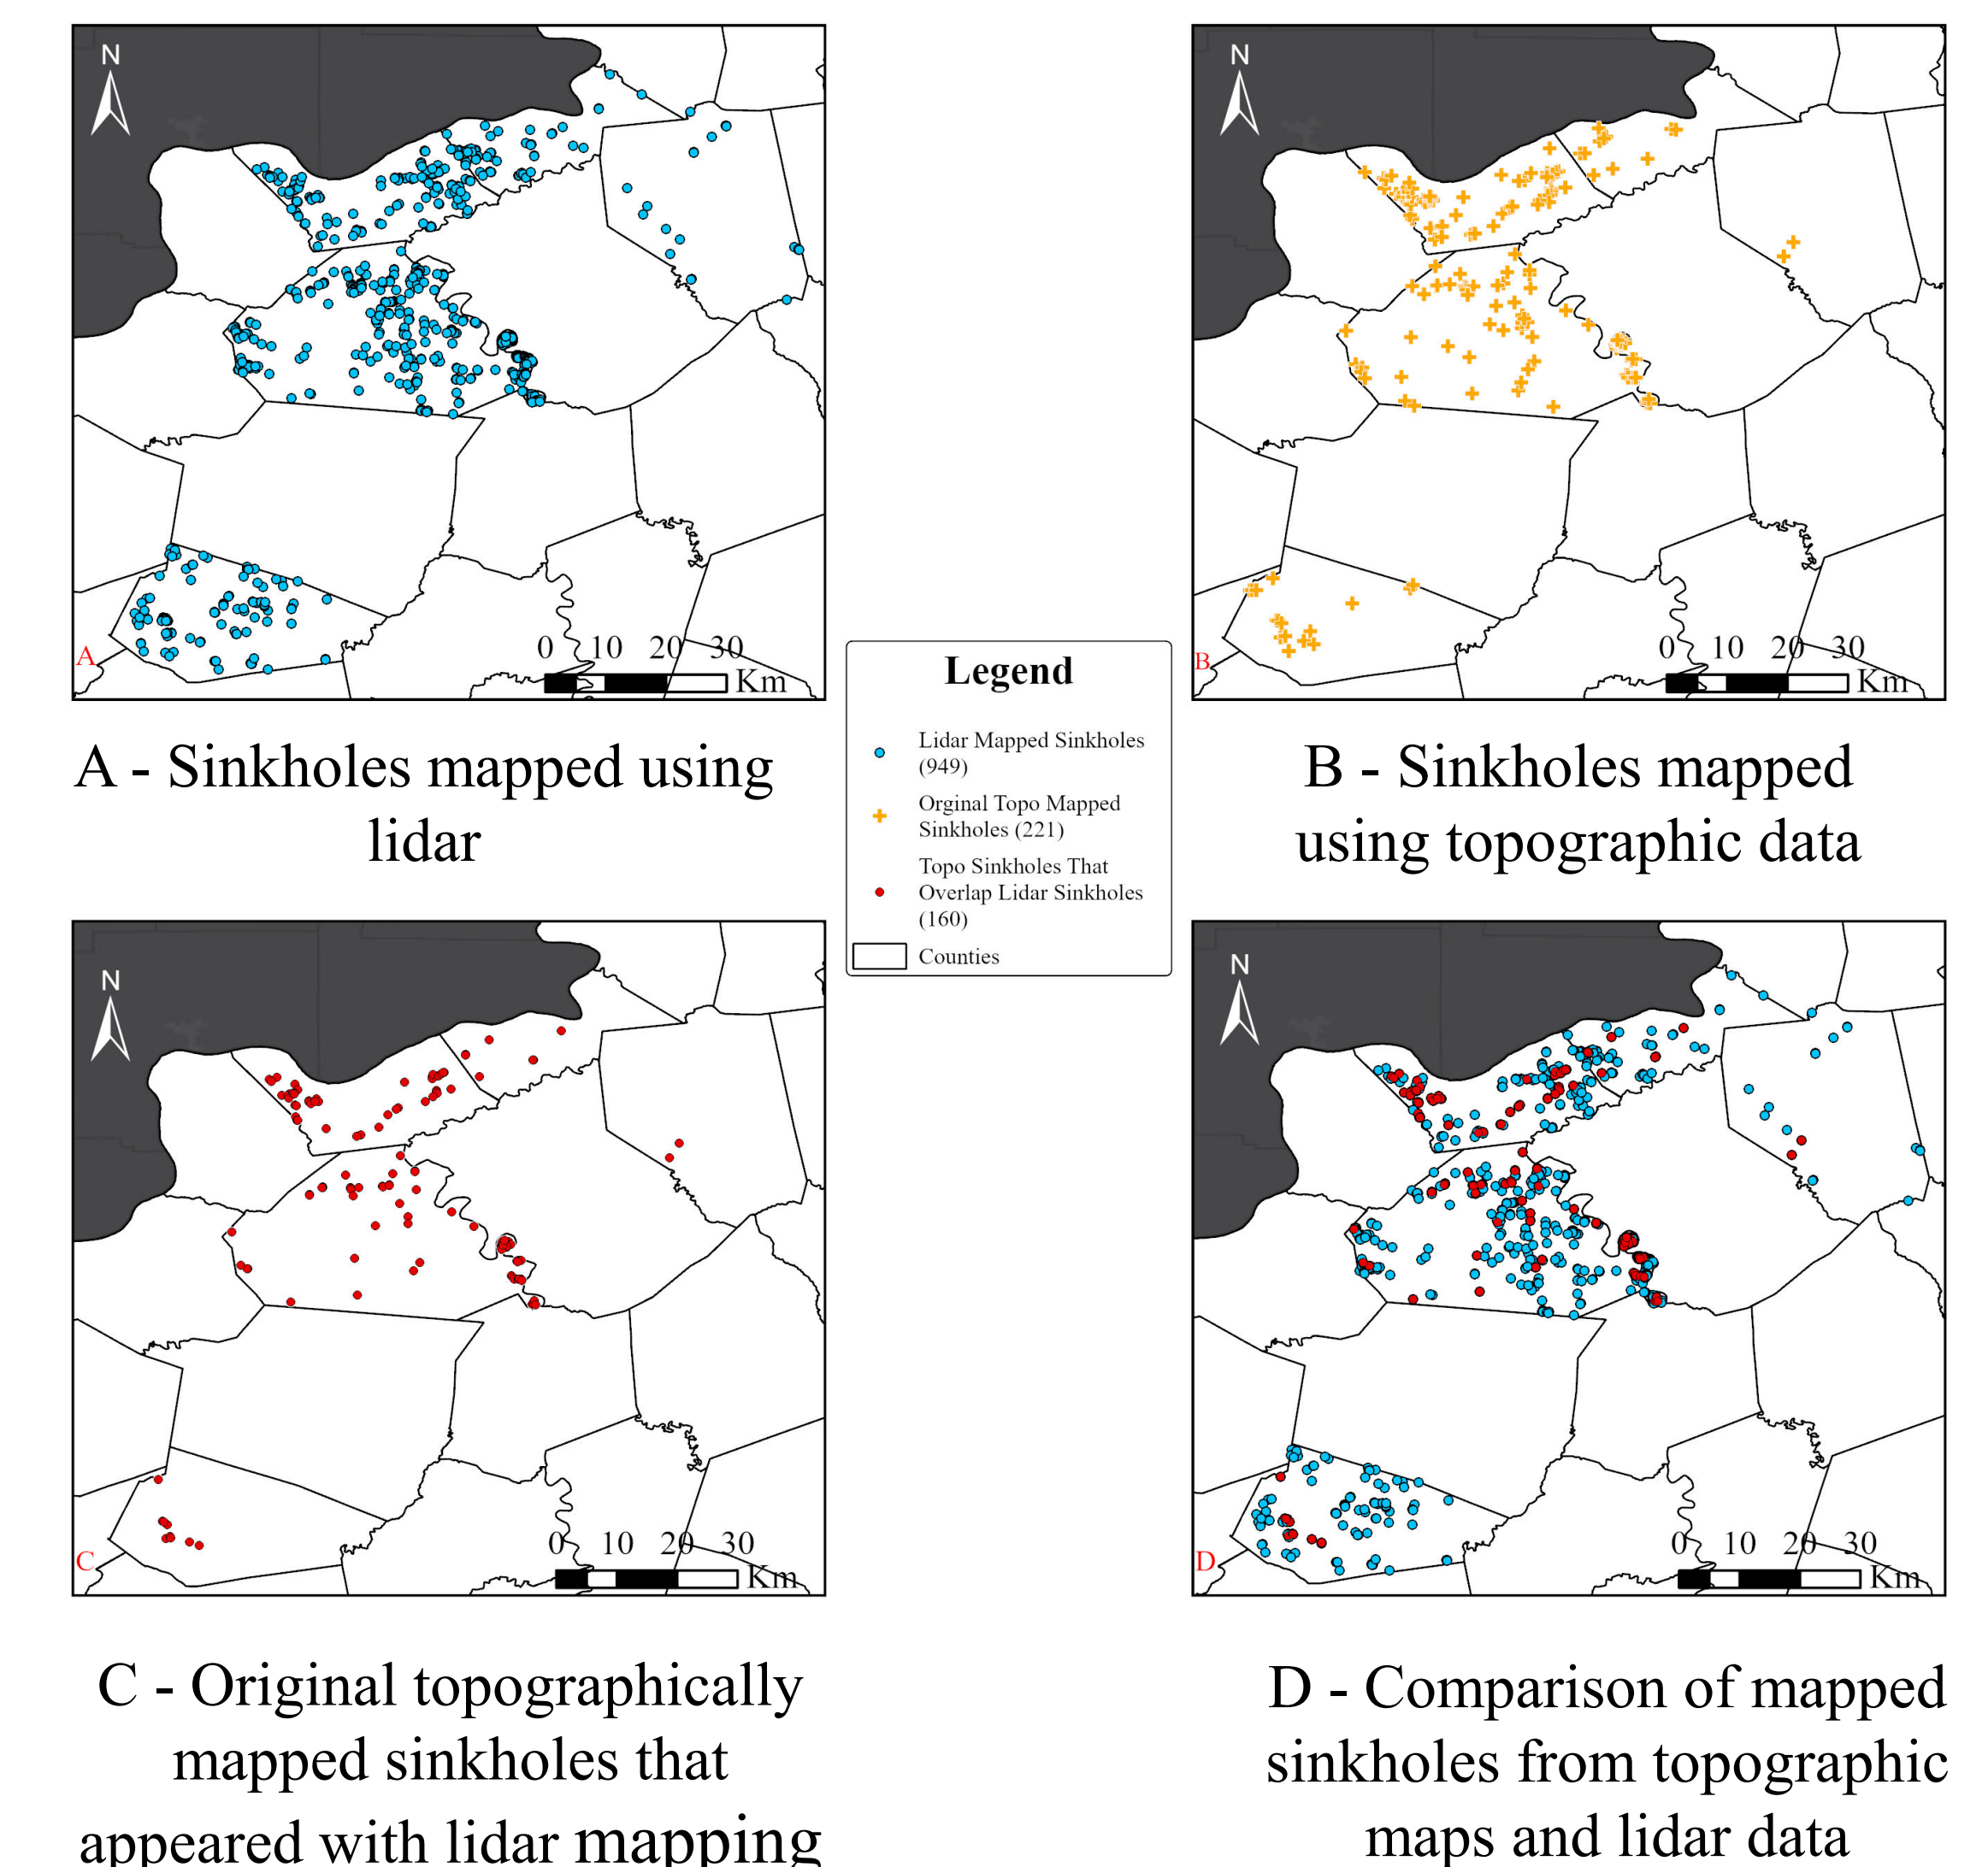 N
0 10 20 30
Km
A
N
0 10 20 30
Km
B
A - Sinkholes mapped using
lidar
Legend
Lidar Mapped Sinkholes
(949)
Orginal Topo Mapped
Sinkholes (221)
Topo Sinkholes That
Overlap Lidar Sinkholes
(160)
Counties
B - Sinkholes mapped
using topographic data
N
0 10 20 30
Km
C
N
0 10 20 30
Km
D
C - Original topographically
mapped sinkholes that
appeared with lidar mapping
D - Comparison of mapped
sinkholes from topographic
maps and lidar data